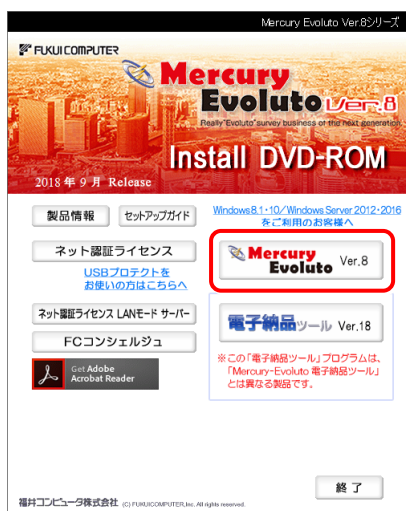 Mercury Evoluto Ver.8シリーズ
FUKUI COMPUTER
Mercury
Evoluto Ver.8
Really"Evoluto"survey business of the next generation
Install DVD-ROM
2018 年 9 月 Release
製品情報
セットアップガイド
Windows8.1・10／Windows Server 2012・2016
をご利用のお客様へ
ネット認証ライセンス
USBプロテクトを
お使いの方はこちらへ
Mercury
Evoluto Ver.8
ネット認証ライセンス LANモード サーバー
FCコンシェルジュ
電子納品ツール Ver.18
Get Adobe
Acrobat Reader
※この「電子納品ツール」プログラムは、
「Mercury-Evoluto 電子納品ツール」
とは異なる製品です。
終 了
福井コンピュータ株式会社 (C) FUKUICOMPUTER,Inc. All rights reserved.